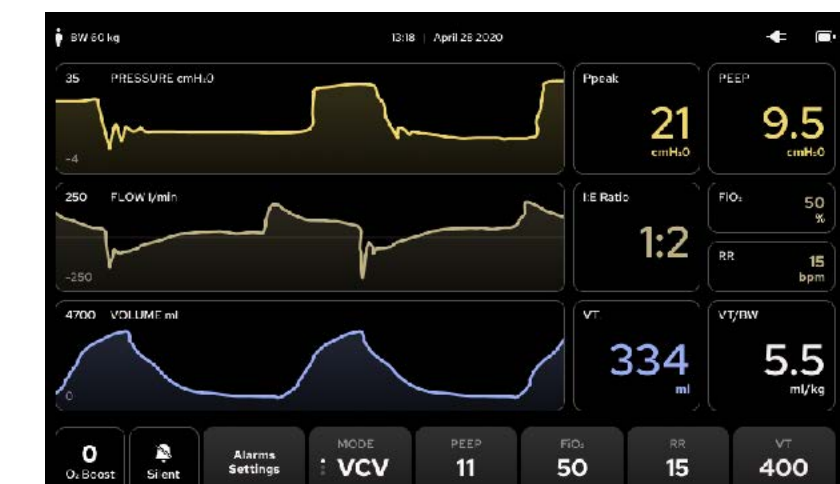 BW 60 kg
13:18 | April 28 2020
35 PRESSURE cmH₂O
-4
Ppeak
21
cmH₂O
PEEP
9.5
cmH₂O
250 FLOW l/min
-250
I:E Ratio
1:2
FiO₂
50
%
RR
15
bpm
4700 VOLUME ml
0
VT
334
ml
VT/BW
5.5
ml/kg
0
O₂ Boost
Silent
Alarms
Settings
MODE
VCV
PEEP
11
FiO₂
50
RR
15
VT
400